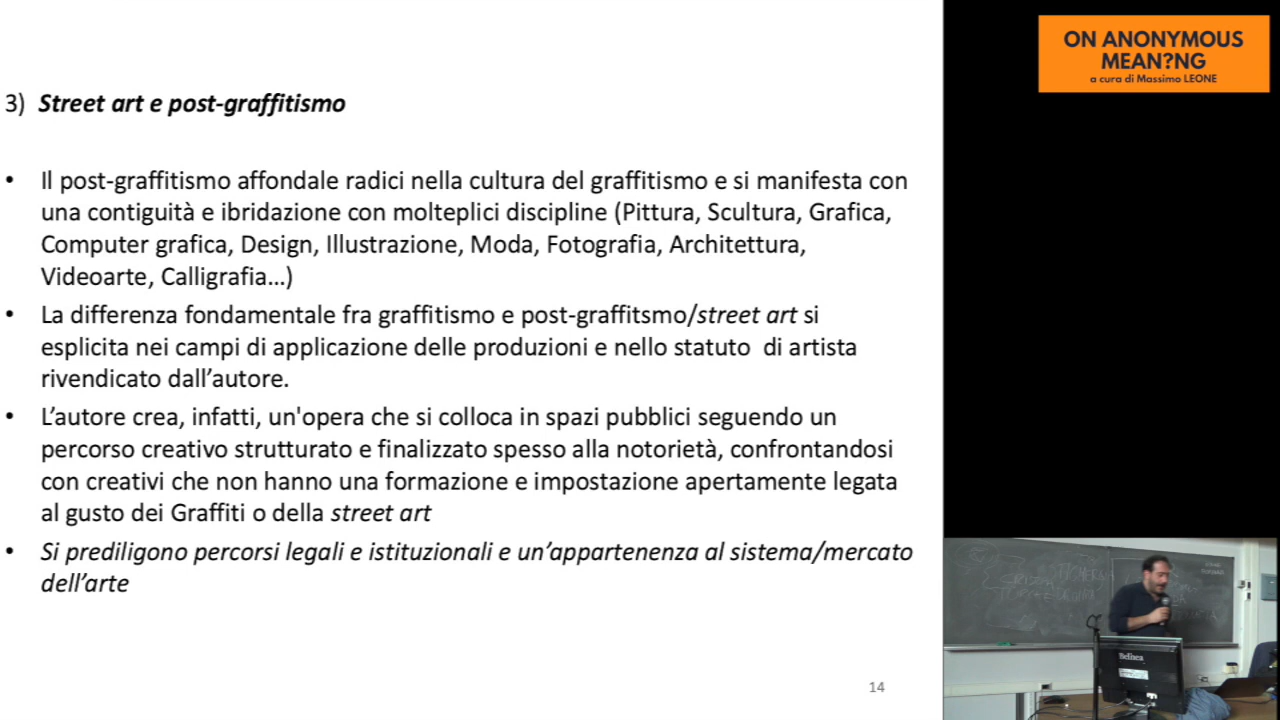 ON ANONYMOUS
MEAN?NG
a cura di Massimo LEONE
3) Street art e post-graffitismo
• Il post-graffitismo affondale radici nella cultura del graffitismo e si manifesta con
una contiguità e ibridazione con molteplici discipline (Pittura, Scultura, Grafica,
Computer grafica, Design, Illustrazione, Moda, Fotografia, Architettura,
Videoarte, Calligrafia...)
• La differenza fondamentale fra graffitismo e post-graffitsmo/street art si
esplicita nei campi di applicazione delle produzioni e nello statuto di artista
rivendicato dall’autore.
• L’autore crea, infatti, un'opera che si colloca in spazi pubblici seguendo un
percorso creativo strutturato e finalizzato spesso alla notorietà, confrontandosi
con creativi che non hanno una formazione e impostazione apertamente legata
al gusto dei Graffiti o della street art
• Si prediligono percorsi legali e istituzionali e un’appartenenza al sistema/mercato
dell’arte
14
Belinea